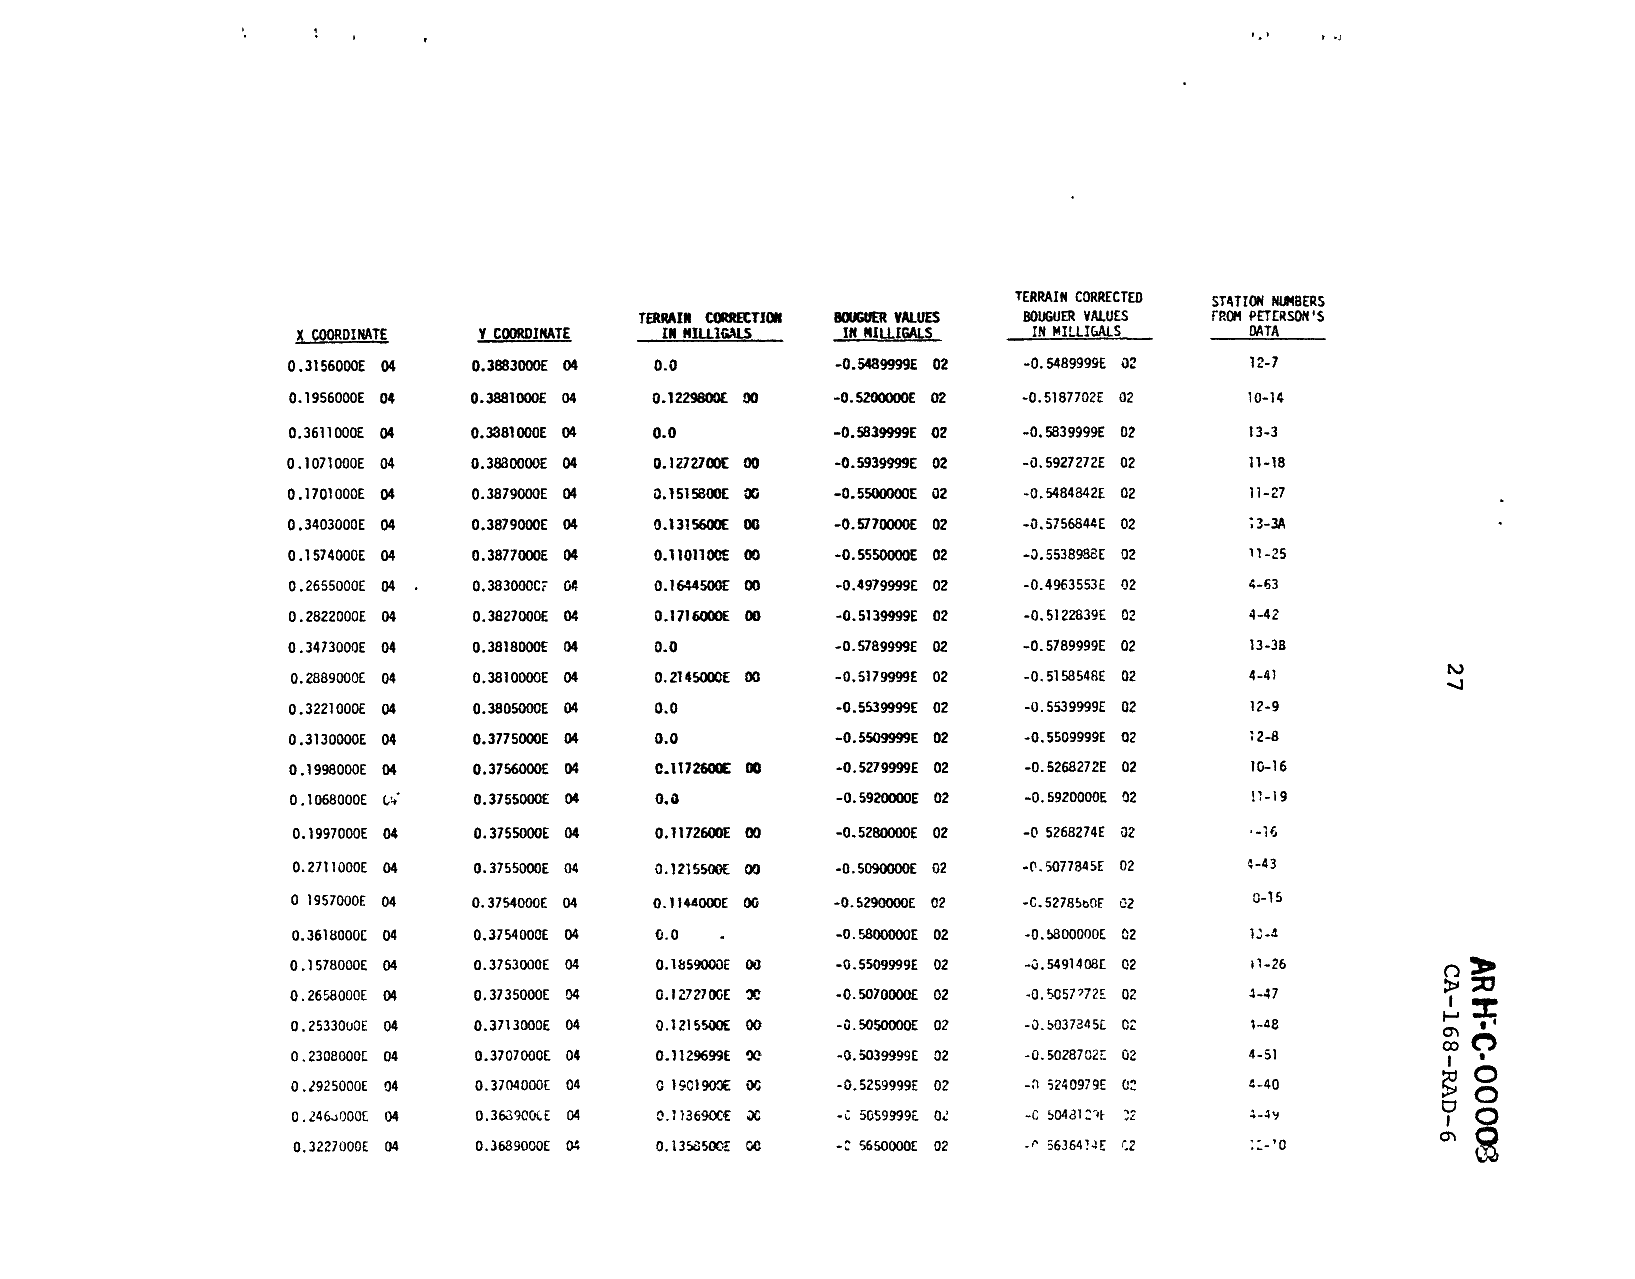 X COORDINATE Y COORDINATE TERRAIN CORRECTION IN MILLIGALS BOUGUER VALUES IN MILLIGALS TERRAIN CORRECTED BOUGUER VALUES IN MILLIGALS STATION NUMBERS FROM PETERSON'S DATA
0.3156000E 04 0.3883000E 04 0.0 -0.5489999E 02 -0.5489999E 02 12-7
0.1956000E 04 0.3881000E 04 0.1229800E 00 -0.5200000E 02 -0.5187702E 02 10-14
0.3611000E 04 0.3881000E 04 0.0 -0.5839999E 02 -0.5839999E 02 13-3
0.1071000E 04 0.3880000E 04 0.1272700E 00 -0.5939999E 02 -0.5927272E 02 11-18
0.1701000E 04 0.3879000E 04 0.1515800E 00 -0.5500000E 02 -0.5484842E 02 11-27
0.3403000E 04 0.3879000E 04 0.1315600E 00 -0.5770000E 02 -0.5756844E 02 13-3A
0.1574000E 04 0.3877000E 04 0.1101100E 00 -0.5550000E 02 -0.5538988E 02 11-25
0.2655000E 04 0.3830000E 04 0.1644500E 00 -0.4979999E 02 -0.4963553E 02 4-63
0.2822000E 04 0.3827000E 04 0.1716000E 00 -0.5139999E 02 -0.5122839E 02 4-42
0.3473000E 04 0.3818000E 04 0.0 -0.5789999E 02 -0.5789999E 02 13-3B
0.2889000E 04 0.3810000E 04 0.2145000E 00 -0.5179999E 02 -0.5158548E 02 4-41
0.3221000E 04 0.3805000E 04 0.0 -0.5539999E 02 -0.5539999E 02 12-9
0.3130000E 04 0.3775000E 04 0.0 -0.5509999E 02 -0.5509999E 02 12-8
0.1998000E 04 0.3756000E 04 0.1172600E 00 -0.5279999E 02 -0.5268272E 02 10-16
0.1068000E 04 0.3755000E 04 0.0 -0.5920000E 02 -0.5920000E 02 11-19
0.1997000E 04 0.3755000E 04 0.1172600E 00 -0.5280000E 02 -0 5268274E 02
0.2711000E 04 0.3755000E 04 0.1215500E 00 -0.5090000E 02 -0.5077845E 02 4-43
0 1957000E 04 0.3754000E 04 0.1144000E 00 -0.5290000E 02 -0.5278560E 02 0-15
0.3618000E 04 0.3754000E 04 0.0 -0.5800000E 02 -0.5800000E 02 13-4
0.1578000E 04 0.3753000E 04 0.1859000E 00 -0.5509999E 02 -0.5491408E 02 11-26
0.2658000E 04 0.3735000E 04 0.1272700E 00 -0.5070000E 02 -0.5057272E 02 4-47
0.2533000E 04 0.3713000E 04 0.1215500E 00 -0.5050000E 02 -0.5037845E 02 4-48
0.2308000E 04 0.3707000E 04 0.1129699E 00 -0.5039999E 02 -0.5028702E 02 4-51
0.2925000E 04 0.3704000E 04 0 1901900E 00 -0.5259999E 02 -0 5240979E 02 4-40
04 04 0.1136900E 00 -0 5059999E 02 02 4-49
0.3227000E 04 0.3689000E 04 0.1358500E 00 -0 5650000E 02 02
27
ARH-C-00008
CA-168-RAD-6